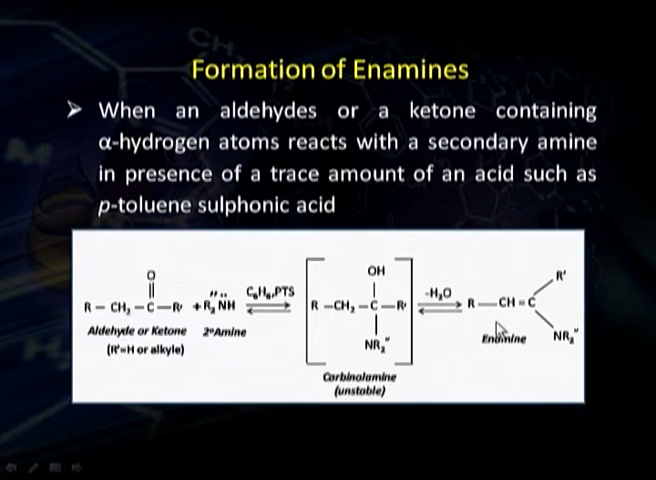 Formation of Enamines
➢ When an aldehydes or a ketone containing
α-hydrogen atoms reacts with a secondary amine
in presence of a trace amount of an acid such as
p-toluene sulphonic acid
O
R – CH₂ – C – R' + R₂"NH
C₆H₆,PTS
Aldehyde or Ketone
(R'=H or alkyle)
2°Amine
OH
R –CH₂ –C–R'
NR₂"
Carbinolamine
(unstable)
-H₂O
R'
R—CH=C
NR₂"
Enamine